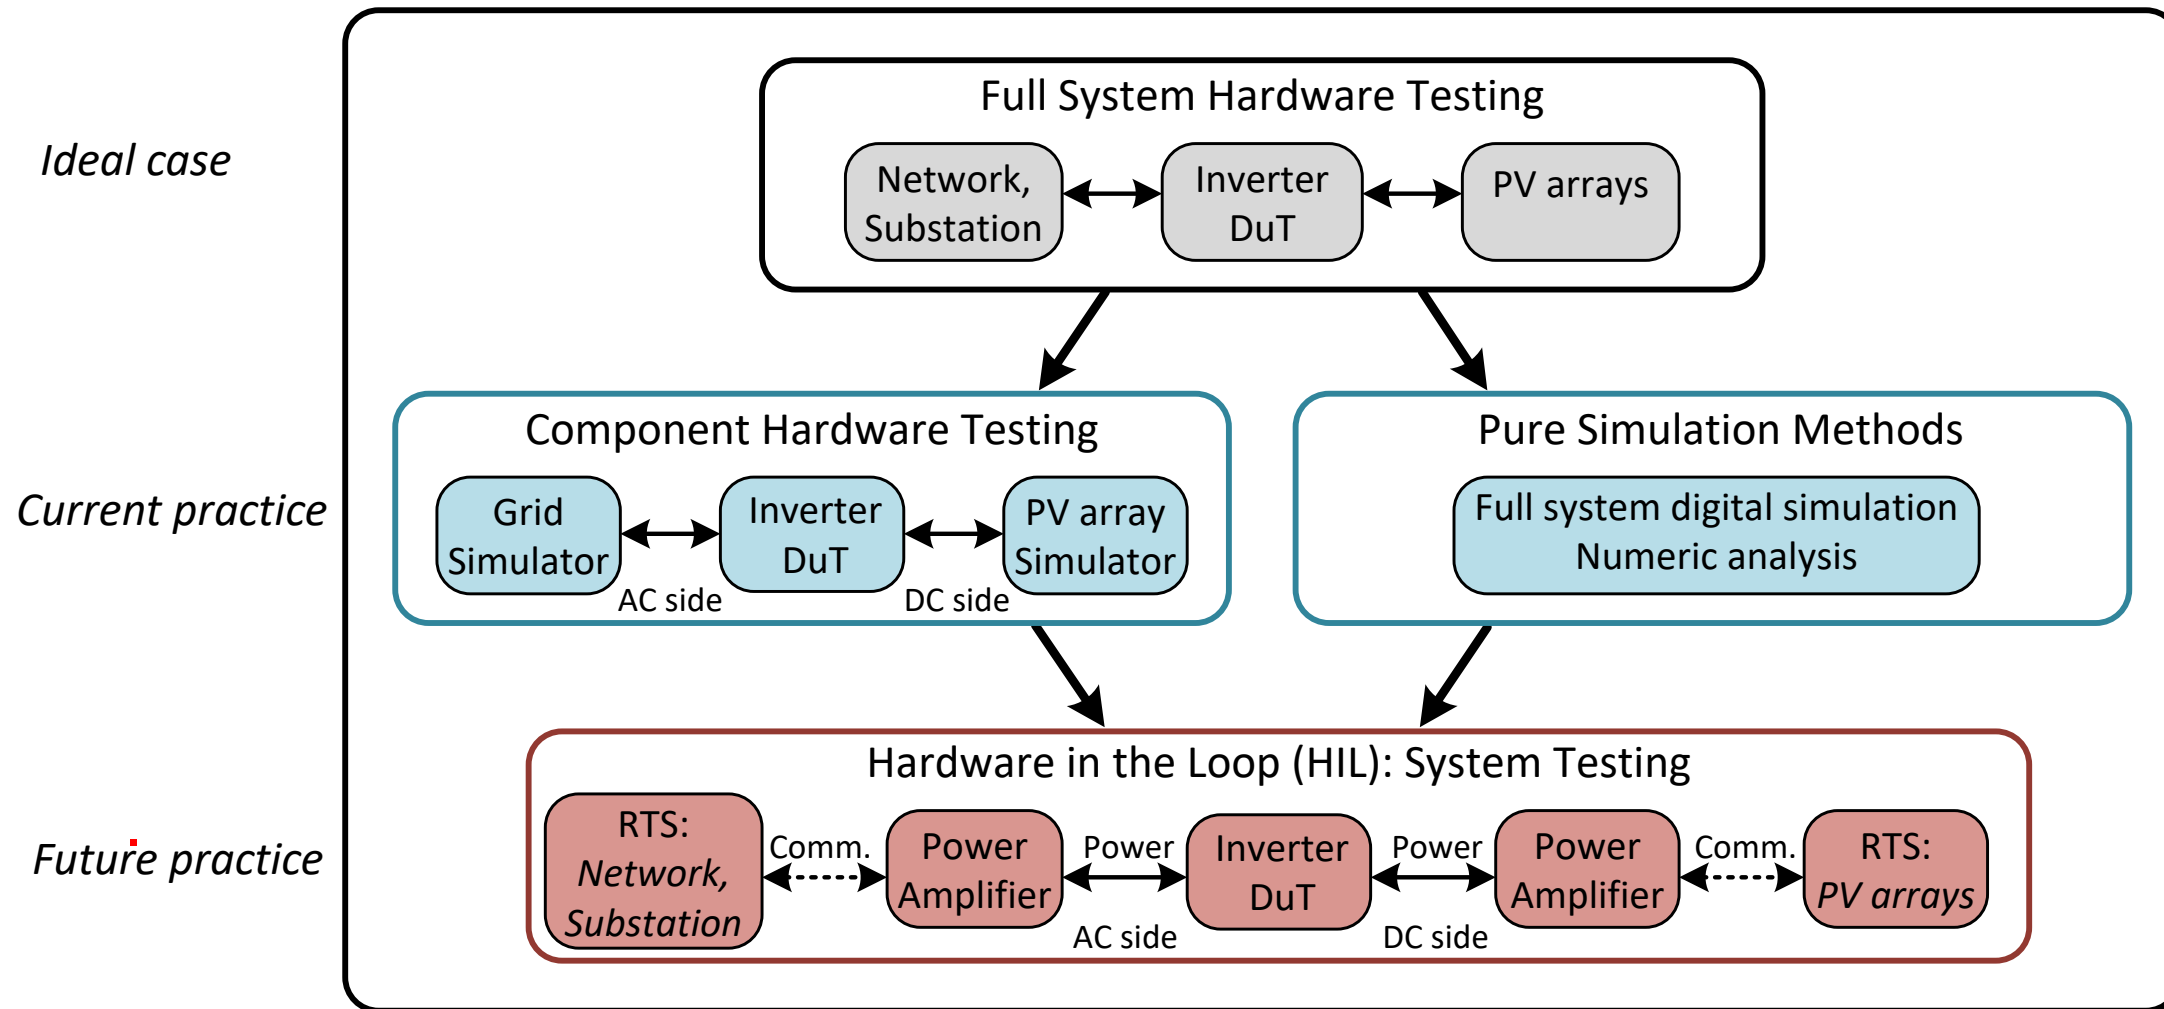 Ideal case
Full System Hardware Testing
Network,
Substation
Inverter
DuT
PV arrays
Current practice
Component Hardware Testing
Grid
Simulator
AC side
Inverter
DuT
DC side
PV array
Simulator
Pure Simulation Methods
Full system digital simulation
Numeric analysis
Future practice
Hardware in the Loop (HIL): System Testing
RTS:
Network,
Substation
Comm.
Power
Amplifier
Power
AC side
Inverter
DuT
Power
DC side
Power
Amplifier
Comm.
RTS:
PV arrays